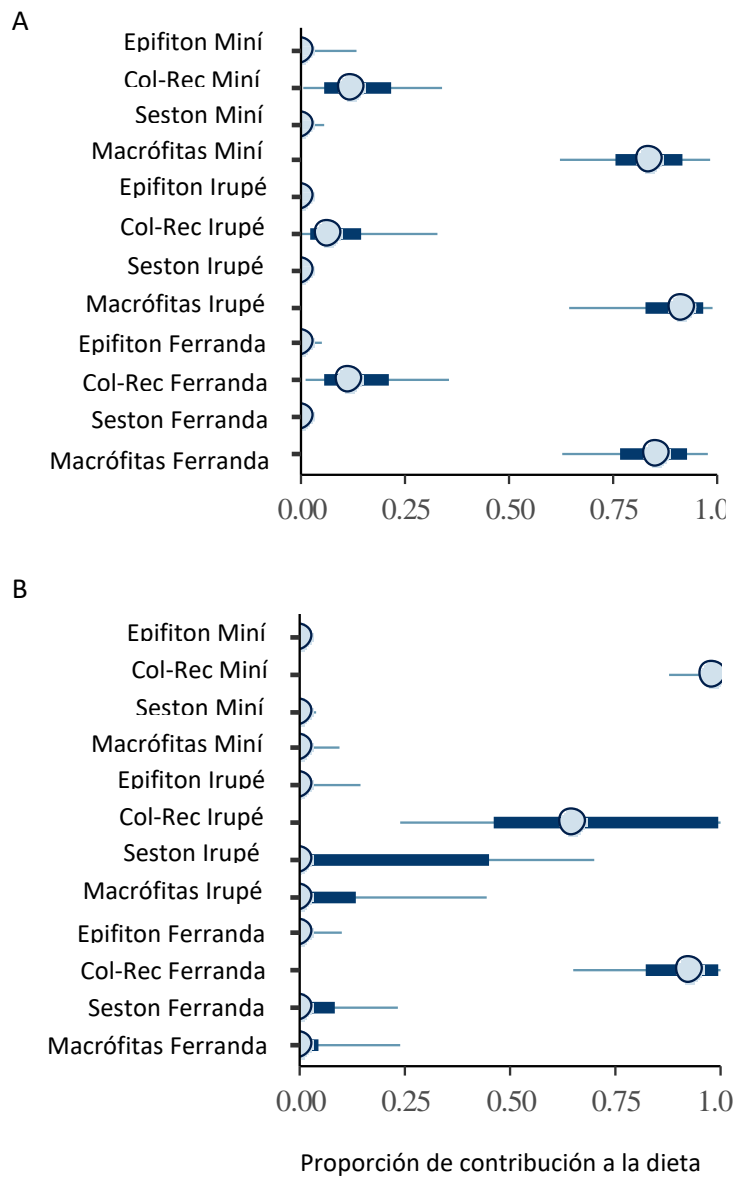 A
Epifiton Miní
Col-Rec Miní
Seston Miní
Macrófitas Miní
Epifiton Irupé
Col-Rec Irupé
Seston Irupé
Macrófitas Irupé
Epifiton Ferranda
Col-Rec Ferranda
Seston Ferranda
Macrófitas Ferranda
0.00 0.25 0.50 0.75 1.0
B
Epifiton Miní
Col-Rec Miní
Seston Miní
Macrófitas Miní
Epifiton Irupé
Col-Rec Irupé
Seston Irupé
Macrófitas Irupé
Epifiton Ferranda
Col-Rec Ferranda
Seston Ferranda
Macrófitas Ferranda
0.00 0.25 0.50 0.75 1.0
Proporción de contribución a la dieta